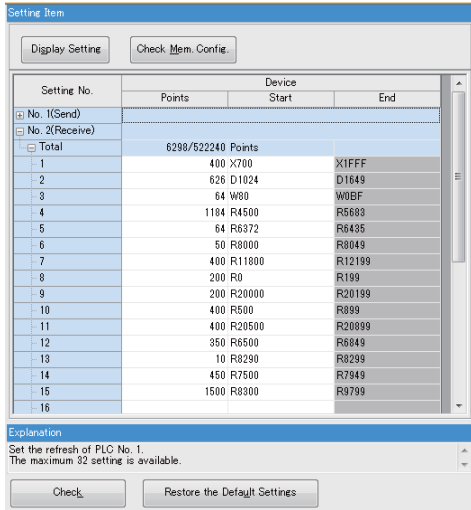 Setting Item
Display Setting Check Mem. Config.
Setting No. Device
Points Start End
No. 1(Send)
No. 2(Receive)
Total 6298/522240 Points
1 400 X700 X1FFF
2 626 D1024 D1649
3 64 W80 W0BF
4 1184 R4500 R5683
5 64 R6372 R6435
6 50 R8000 R8049
7 400 R11800 R12199
8 200 R0 R199
9 200 R20000 R20199
10 400 R500 R899
11 400 R20500 R20899
12 350 R6500 R6849
13 10 R8290 R8299
14 450 R7500 R7949
15 1500 R8300 R9799
16
Explanation
Set the refresh of PLC No. 1.
The maximum 32 setting is available.
Check Restore the Default Settings